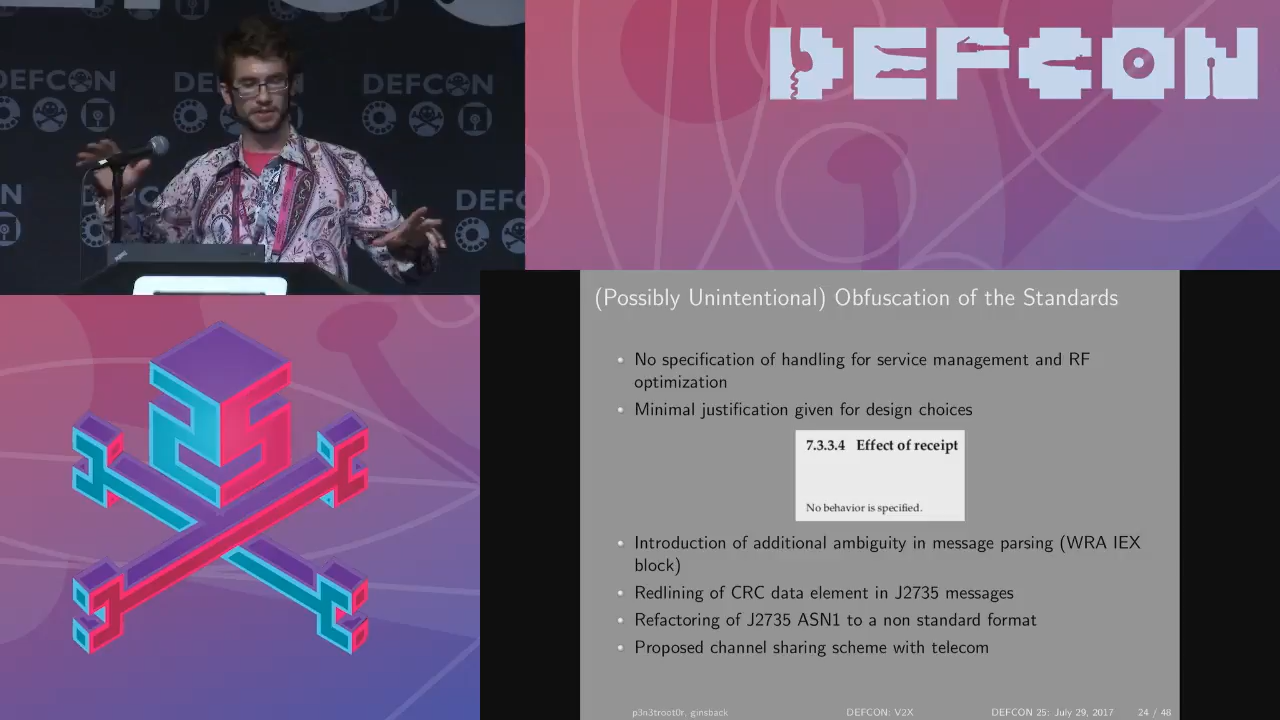 DEFCON
DEFCON
DEFCON
DEFCON
N
DEF
(Possibly Unintentional) Obfuscation of the Standards
• No specification of handling for service management and RF
optimization
• Minimal justification given for design choices
7.3.3.4 Effect of receipt
No behavior is specified.
• Introduction of additional ambiguity in message parsing (WRA IEX
block)
• Redlining of CRC data element in J2735 messages
• Refactoring of J2735 ASN1 to a non standard format
• Proposed channel sharing scheme with telecom
p3n3troot0r, ginsback
DEFCON: V2X
DEFCON 25: July 29, 2017
24 / 48